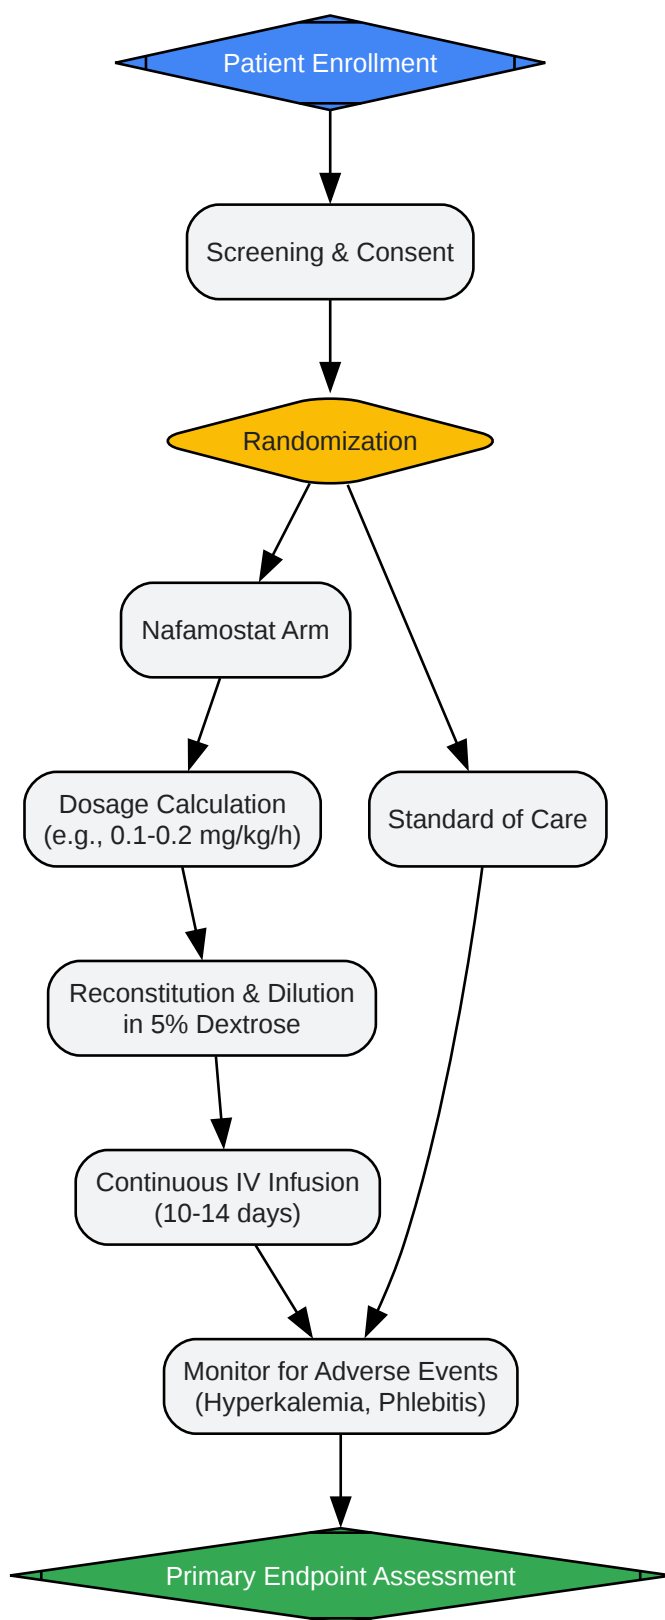 Patient Enrollment
Screening & Consent
Randomization
Nafamostat Arm
Dosage Calculation
(e.g., 0.1-0.2 mg/kg/h)
Standard of Care
Reconstitution & Dilution
in 5% Dextrose
Continuous IV Infusion
(10-14 days)
Monitor for Adverse Events
(Hyperkalemia, Phlebitis)
Primary Endpoint Assessment